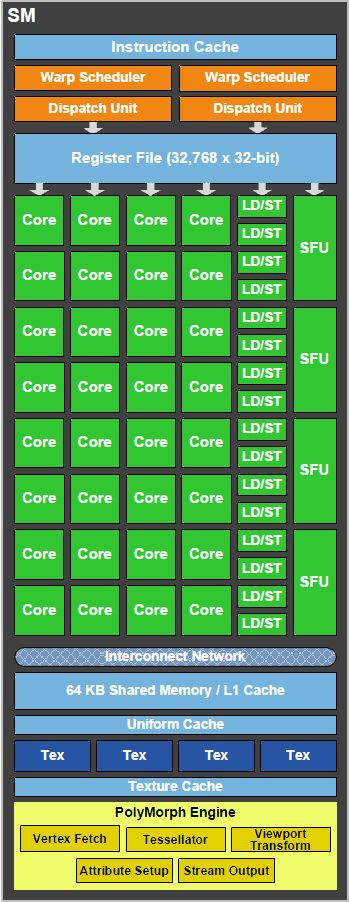 SM
Instruction Cache
Warp Scheduler Warp Scheduler
Dispatch Unit Dispatch Unit
Register File (32,768 x 32-bit)
Core Core Core Core LD/ST SFU
LD/ST
Core Core Core Core LD/ST
LD/ST
Core Core Core Core LD/ST SFU
LD/ST
Core Core Core Core LD/ST
LD/ST
Core Core Core Core LD/ST SFU
LD/ST
Core Core Core Core LD/ST
LD/ST
Core Core Core Core LD/ST SFU
LD/ST
Core Core Core Core LD/ST
LD/ST
Interconnect Network
64 KB Shared Memory / L1 Cache
Uniform Cache
Tex Tex Tex Tex
Texture Cache
PolyMorph Engine
Vertex Fetch Tessellator Viewport
Transform
Attribute Setup Stream Output